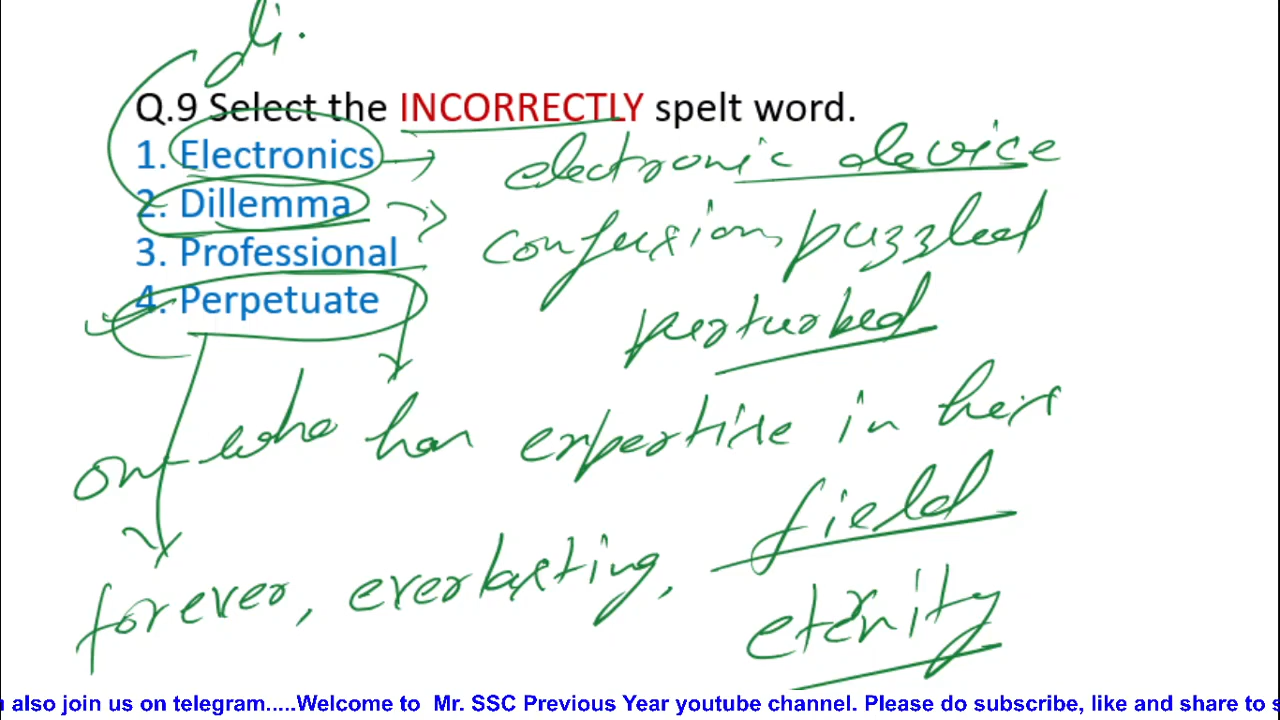 di.
Q.9 Select the INCORRECTLY spelt word.
1. Electronics
electronic device
2. Dillemma
confusion, puzzled
3. Professional
4. Perpetuate
perturbed
one who has expertise in
field
forever, everlasting,
eternity
also join us on telegram.....Welcome to Mr. SSC Previous Year youtube channel. Please do subscribe, like and share to